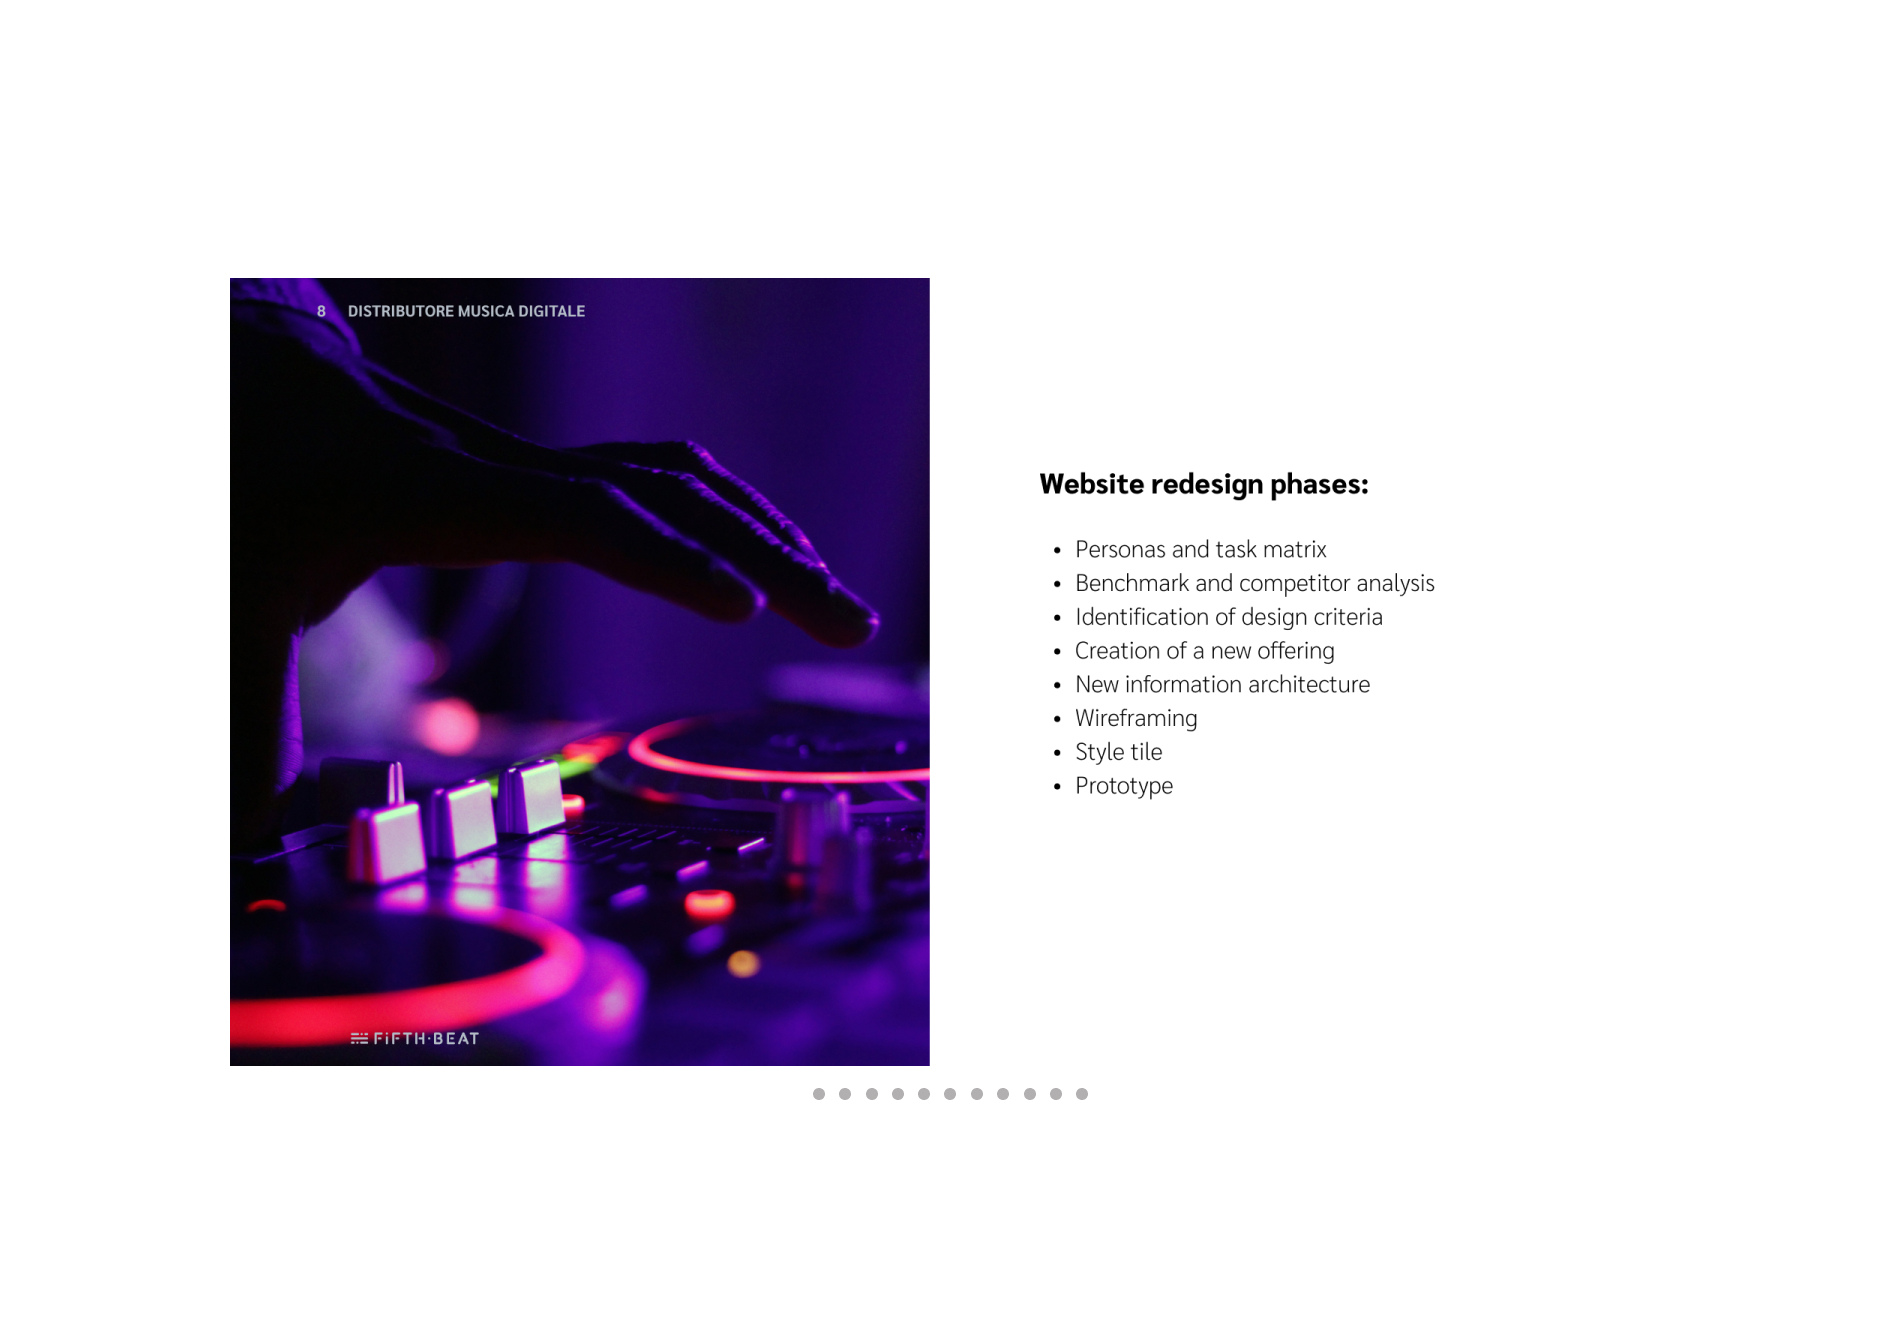 8 DISTRIBUTORE MUSICA DIGITALE
FiFTH·BEAT
Website redesign phases:
• Personas and task matrix
• Benchmark and competitor analysis
• Identification of design criteria
• Creation of a new offering
• New information architecture
• Wireframing
• Style tile
• Prototype